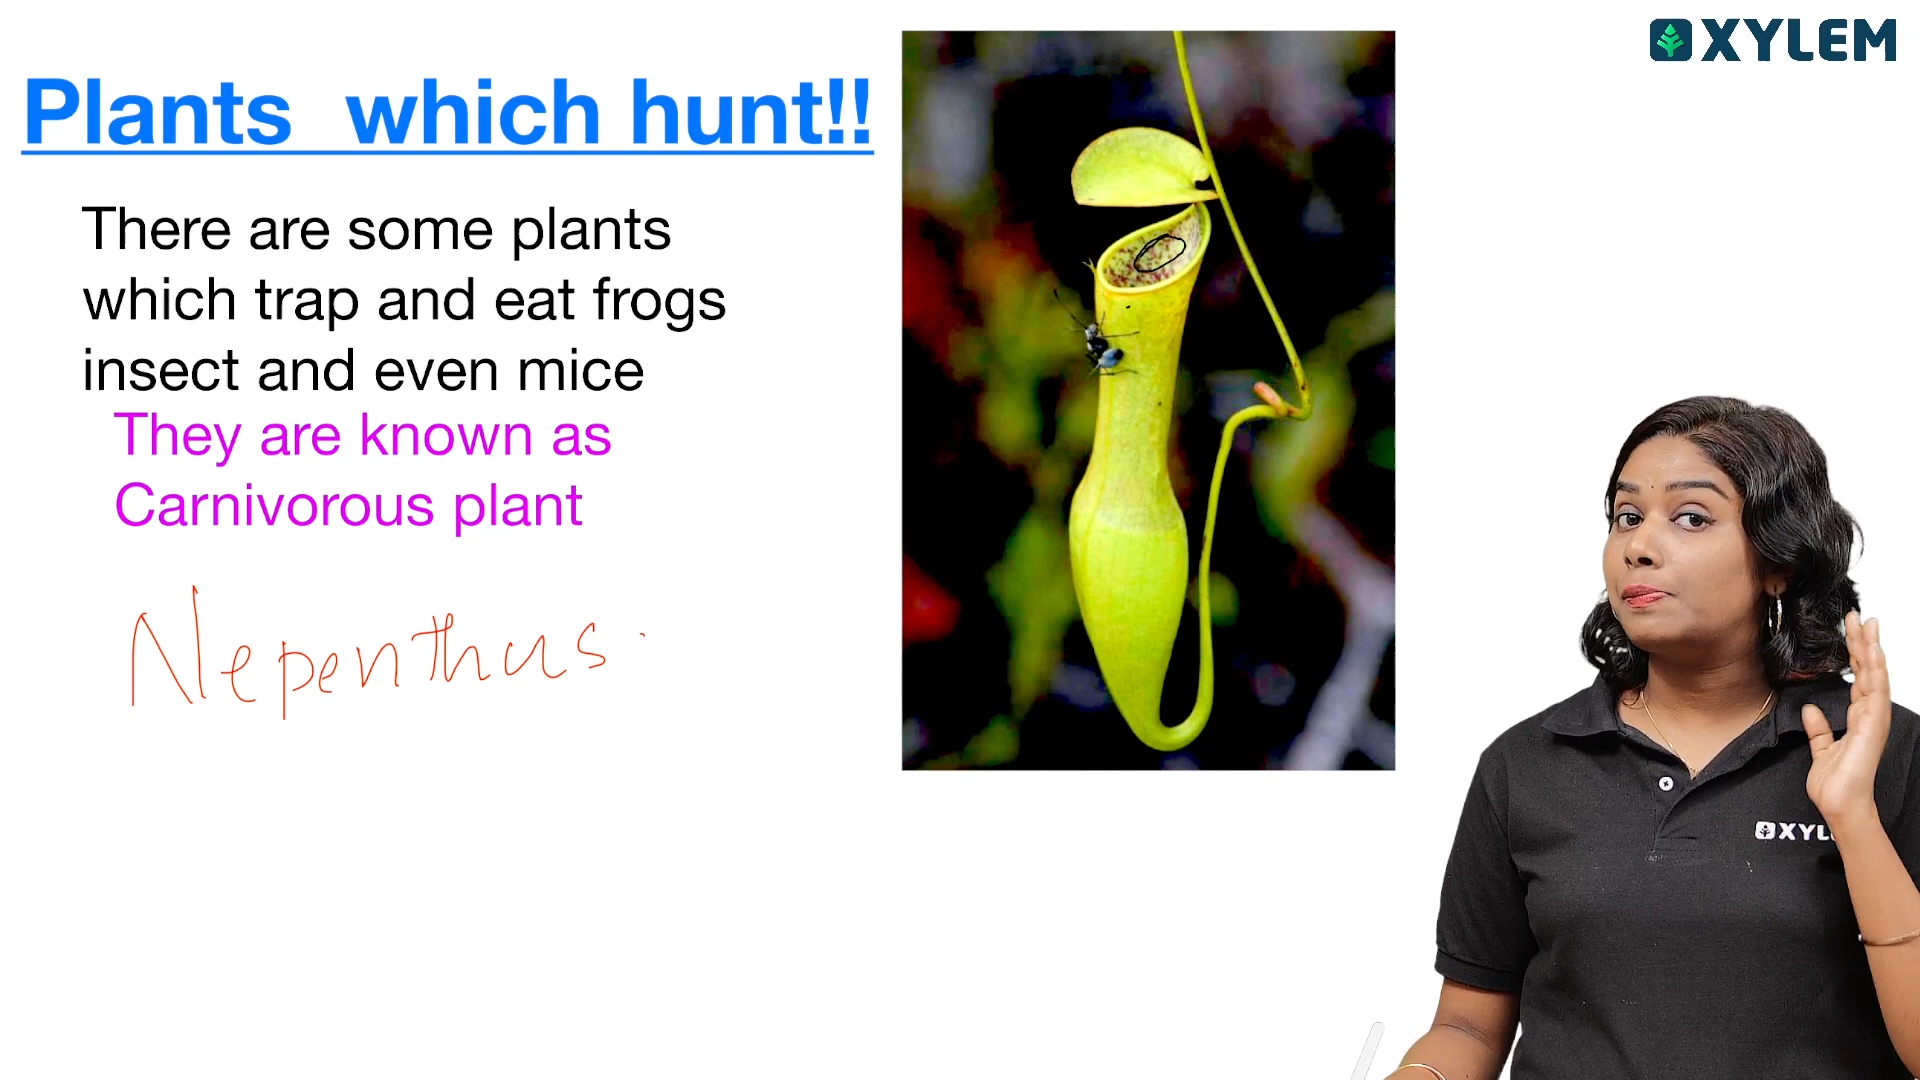 XYLEM
Plants which hunt!!
There are some plants
which trap and eat frogs
insect and even mice
They are known as
Carnivorous plant
Nepenthus.
XYL